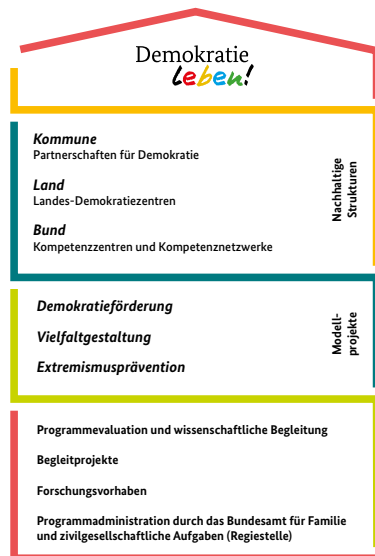 Demokratie
Leben!
Kommune
Partnerschaften für Demokratie
Land
Landes-Demokratiezentren
Bund
Kompetenzzentren und Kompetenznetzwerke
Nachhaltige
Strukturen
Demokratieförderung
Vielfaltgestaltung
Extremismusprävention
Modell-
projekte
Programmevaluation und wissenschaftliche Begleitung
Begleitprojekte
Forschungsvorhaben
Programmadministration durch das Bundesamt für Familie
und zivilgesellschaftliche Aufgaben (Regiestelle)